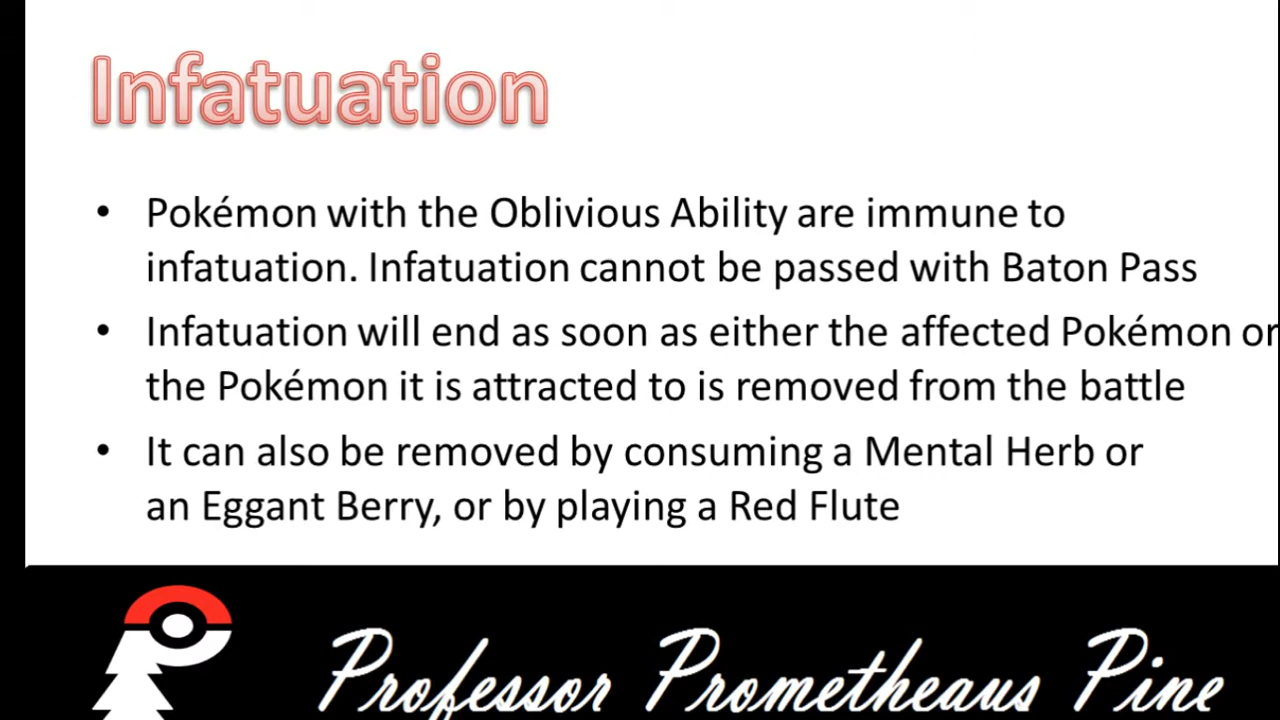 Infatuation
• Pokémon with the Oblivious Ability are immune to
infatuation. Infatuation cannot be passed with Baton Pass
• Infatuation will end as soon as either the affected Pokémon or
the Pokémon it is attracted to is removed from the battle
• It can also be removed by consuming a Mental Herb or
an Eggant Berry, or by playing a Red Flute
Professor Prometheaus Pine